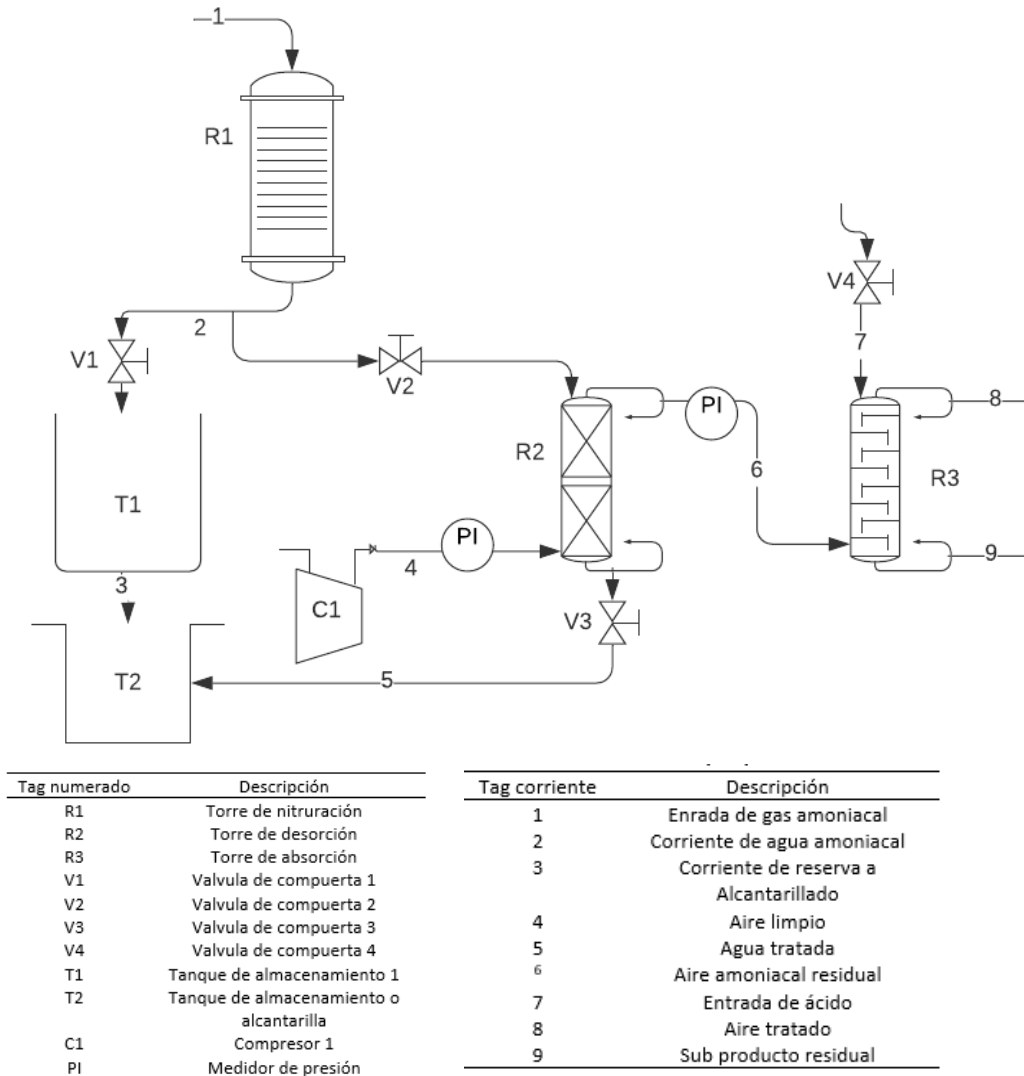 1
R1
V4
2
7
V1
V2
PI
8
R2
6
R3
T1
PI
3
4
9
C1
V3
T2
5
Tag numerado Descripción
R1 Torre de nitruración
R2 Torre de desorción
R3 Torre de absorción
V1 Valvula de compuerta 1
V2 Valvula de compuerta 2
V3 Valvula de compuerta 3
V4 Valvula de compuerta 4
T1 Tanque de almacenamiento 1
T2 Tanque de almacenamiento o
alcantarilla
C1 Compresor 1
PI Medidor de presión
Tag corriente Descripción
1 Enrada de gas amoniacal
2 Corriente de agua amoniacal
3 Corriente de reserva a
Alcantarillado
4 Aire limpio
5 Agua tratada
6 Aire amoniacal residual
7 Entrada de ácido
8 Aire tratado
9 Sub producto residual